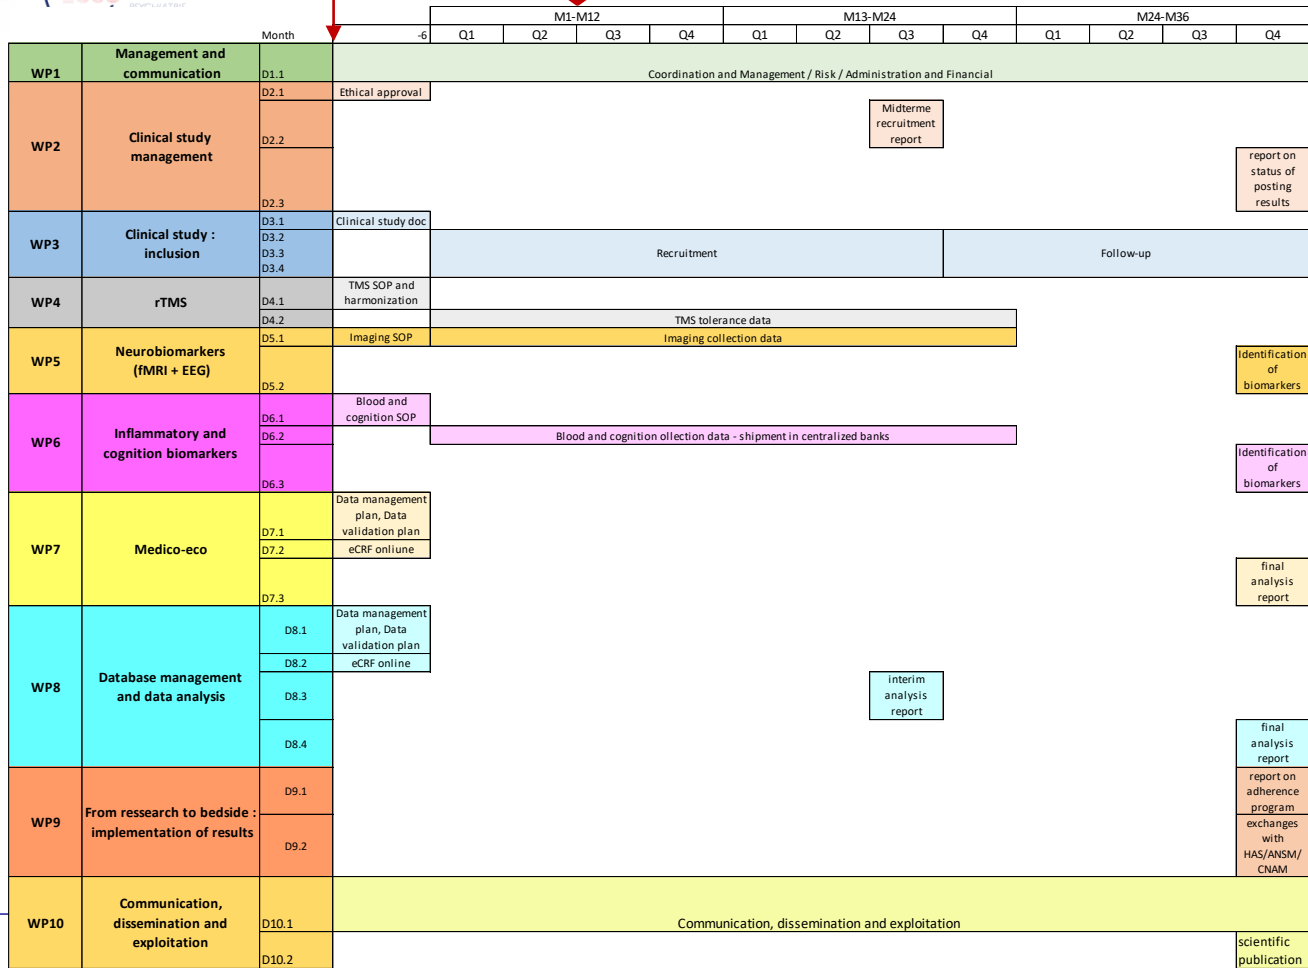 PSYCHIATRIE
M1-M12 M13-M24 M24-M36
Month -6 Q1 Q2 Q3 Q4 Q1 Q2 Q3 Q4 Q1 Q2 Q3 Q4
WP1
Management and
communication
D1.1
Coordination and Management / Risk / Administration and Financial
WP2
Clinical study
management
D2.1
Ethical approval
D2.2
Midterme
recruitment
report
D2.3
report on
status of
posting
results
WP3
Clinical study :
inclusion
D3.1
Clinical study doc
D3.2
D3.3
D3.4
Recruitment
Follow-up
WP4
rTMS
D4.1
TMS SOP and
harmonization
D4.2
TMS tolerance data
WP5
Neurobiomarkers
(fMRI + EEG)
D5.1
Imaging SOP
Imaging collection data
D5.2
Identification
of
biomarkers
WP6
Inflammatory and
cognition biomarkers
D6.1
Blood and
cognition SOP
D6.2
Blood and cognition ollection data - shipment in centralized banks
D6.3
Identification
of
biomarkers
WP7
Medico-eco
D7.1
Data management
plan, Data
validation plan
D7.2
eCRF onliune
D7.3
final
analysis
report
WP8
Database management
and data analysis
D8.1
Data management
plan, Data
validation plan
D8.2
eCRF online
D8.3
interim
analysis
report
D8.4
final
analysis
report
WP9
From ressearch to bedside :
implementation of results
D9.1
report on
adherence
program
D9.2
exchanges
with
HAS/ANSM/
CNAM
WP10
Communication,
dissemination and
exploitation
D10.1
Communication, dissemination and exploitation
D10.2
scientific
publication